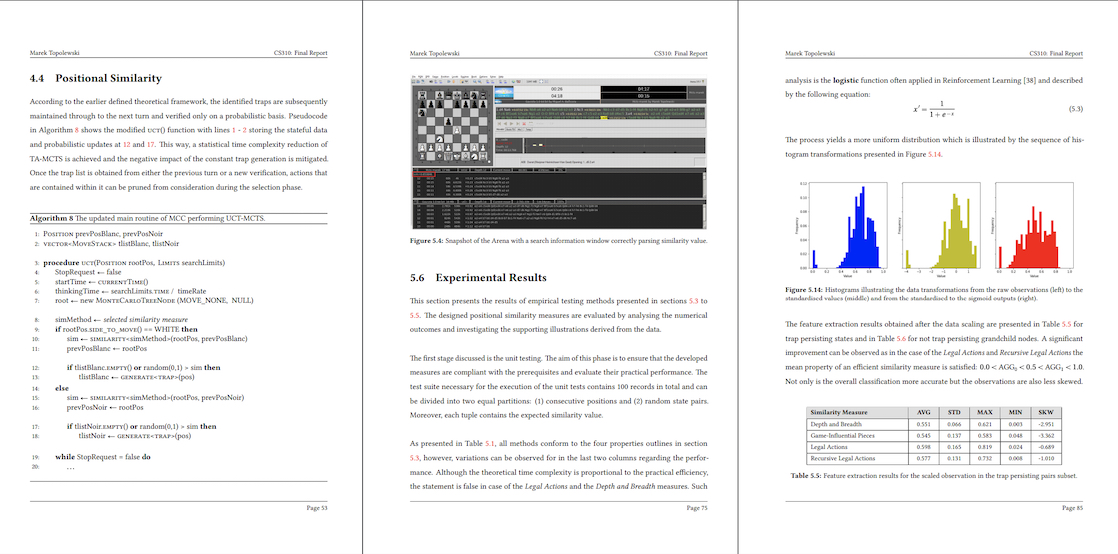 Marek Topolewski CS310: Final Report
4.4 Positional Similarity
According to the earlier defined theoretical framework, the identified traps are subsequently
maintained through to the next turn and verified only on a probabilistic basis. Pseudocode
in Algorithm 8 shows the modified UCT() function with lines 1 - 2 storing the stateful data
and probabilistic updates at 12 and 17. This way, a statistical time complexity reduction of
TA-MCTS is achieved and the negative impact of the constant trap generation is mitigated.
Once the trap list is obtained from either the previous turn or a new verification, actions that
are contained within it can be pruned from consideration during the selection phase.
Algorithm 8 The updated main routine of MCC performing UCT-MCTS.
1: POSITION prevPosBlanc, prevPosNoir
2: VECTOR<MOVESTACK> tlistBlanc, tlistNoir
3: procedure UCT(POSITION rootPos, LIMITS searchLimits)
4: StopRequest ← false
5: startTime ← CURRENTTIME()
6: thinkingTime ← searchLimits.TIME / timeRate
7: root ← new MONTECARLOTREENODE (MOVE_NONE, NULL)
8: simMethod ← selected similarity measure
9: if rootPos.SIDE_TO_MOVE() == WHITE then
10: sim ← SIMILARITY<simMethod>(rootPos, prevPosBlanc)
11: prevPosBlanc ← rootPos
12: if tlistBlanc.EMPTY() or random(0,1) > sim then
13: tlistBlanc ← GENERATE<TRAP>(pos)
14: else
15: sim ← SIMILARITY<simMethod>(rootPos, prevPosNoir)
16: prevPosNoir ← rootPos
17: if tlistNoir.EMPTY() or random(0,1) > sim then
18: tlistNoir ← GENERATE<TRAP>(pos)
19: while StopRequest = false do
20: ...
Page 53
Marek Topolewski CS310: Final Report
00:26
04:18
04:12
00:16
Figure 5.4: Snapshot of the Arena with a search information window correctly parsing similarity value.
5.6 Experimental Results
This section presents the results of empirical testing methods presented in sections 5.3 to
5.5. The designed positional similarity measures are evaluated by analysing the numerical
outcomes and investigating the supporting illustrations derived from the data.
The first stage discussed is the unit testing. The aim of this phase is to ensure that the developed
measures are compliant with the prerequisites and evaluate their practical performance. The
test suite necessary for the execution of the unit tests contains 100 records in total and can
be divided into two equal partitions: (1) consecutive positions and (2) random state pairs.
Moreover, each tuple contains the expected similarity value.
As presented in Table 5.1, all methods conform to the four properties outlines in section
5.3, however, variations can be observed for in the last two columns regarding the perfor-
mance. Although the theoretical time complexity is proportional to the practical efficiency,
the statement is false in case of the Legal Actions and the Depth and Breadth measures. Such
Page 75
Marek Topolewski CS310: Final Report
analysis is the logistic function often applied in Reinforcement Learning [38] and described
by the following equation:
x′ = 1 / (1 + e^−x) (5.3)
The process yields a more uniform distribution which is illustrated by the sequence of his-
togram transformations presented in Figure 5.14.
Frequency Frequency Frequency
Value Value Value
Figure 5.14: Histograms illustrating the data transformations from the raw observations (left) to the
standardised values (middle) and from the standardised to the sigmoid outputs (right).
The feature extraction results obtained after the data scaling are presented in Table 5.5 for
trap persisting states and in Table 5.6 for not trap persisting grandchild nodes. A significant
improvement can be observed as in the case of the Legal Actions and Recursive Legal Actions the
mean property of an efficient similarity measure is satisfied: 0.0 < AGG₀ < 0.5 < AGG₁ < 1.0.
Not only is the overall classification more accurate but the observations are also less skewed.
Similarity Measure AVG STD MAX MIN SKW
Depth and Breadth 0.551 0.066 0.621 0.003 -2.951
Game-Influential Pieces 0.545 0.137 0.583 0.048 -3.362
Legal Actions 0.598 0.165 0.819 0.024 -0.689
Recursive Legal Actions 0.577 0.131 0.732 0.008 -1.010
Table 5.5: Feature extraction results for the scaled observation in the trap persisting pairs subset.
Page 85